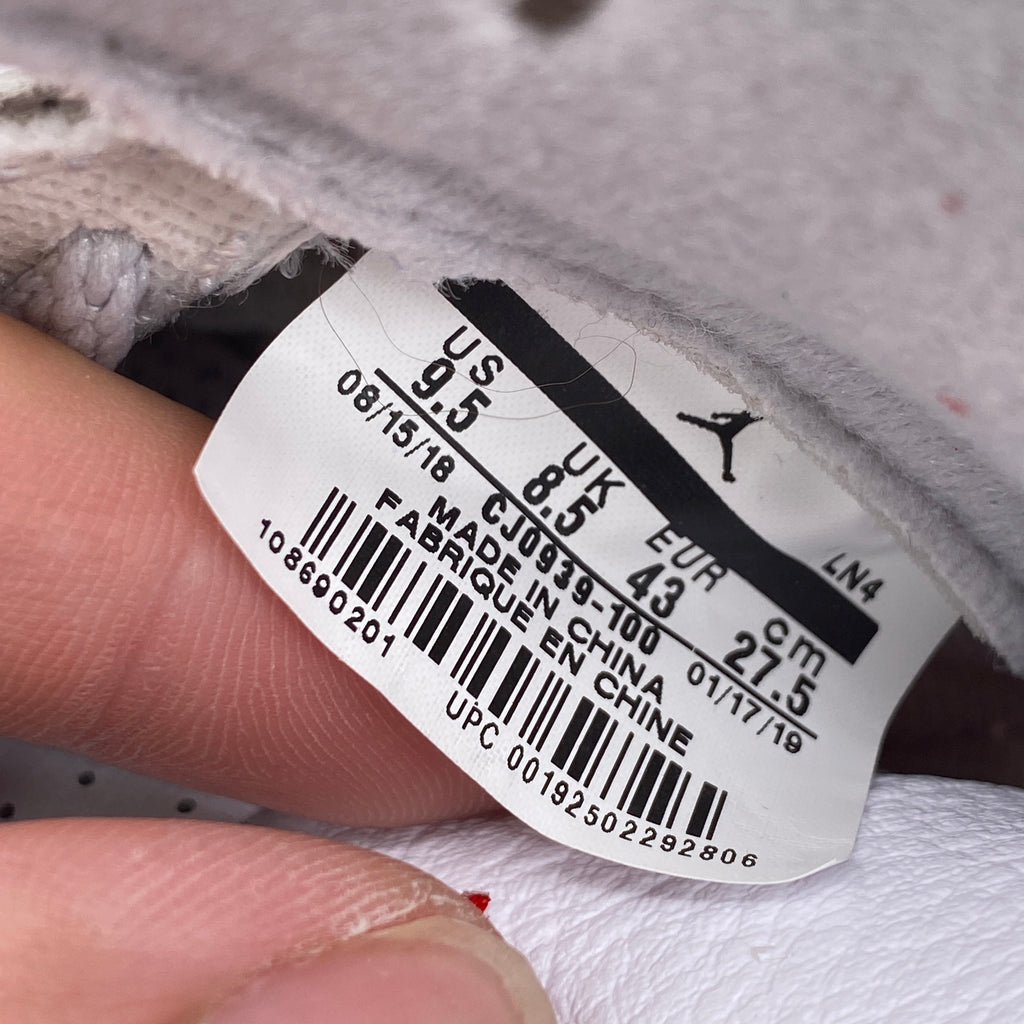 LN4
US UK EUR cm
9.5 8.5 43 27.5
08/15/18 CJ0939-100 01/17/19
MADE IN CHINA
FABRIQUE EN CHINE
108690201
UPC 00192502292806